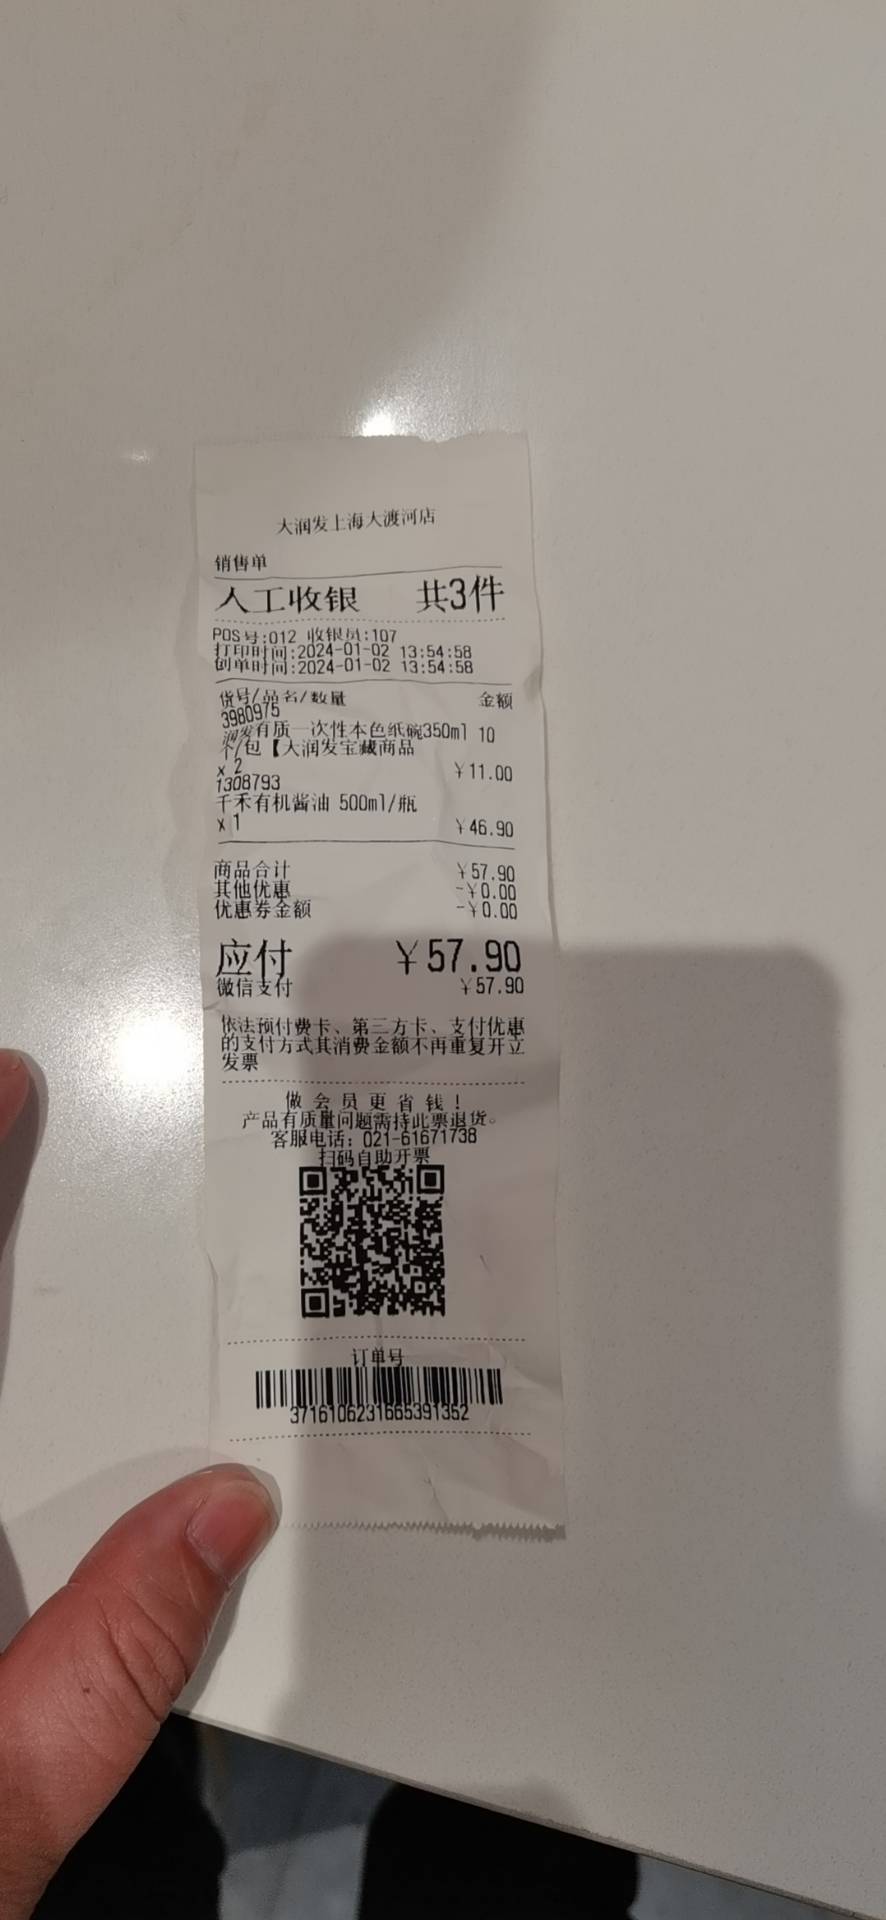 大润发上海大渡河店
销售单
人工收银 共3件
POS号:012 收银员:107
打印时间:2024-01-02 13:54:58
创单时间:2024-01-02 13:54:58
货号/品名/数量 金额
3980975
润发有质一次性本色纸碗350ml 10
个/包【大润发宝藏商品
x 2 ￥11.00
1308793
千禾有机酱油 500ml/瓶
x 1 ￥46.90
商品合计 ￥57.90
其他优惠 -￥0.00
优惠券金额 -￥0.00
应付 ￥57.90
微信支付 ￥57.90
依法预付费卡、第三方卡、支付优惠
的支付方式其消费金额不再重复开立
发票
做会员更省钱!
产品有质量问题需持此票退货。
客服电话: 021-61671738
扫码自助开票
订单号
3716106231665391352